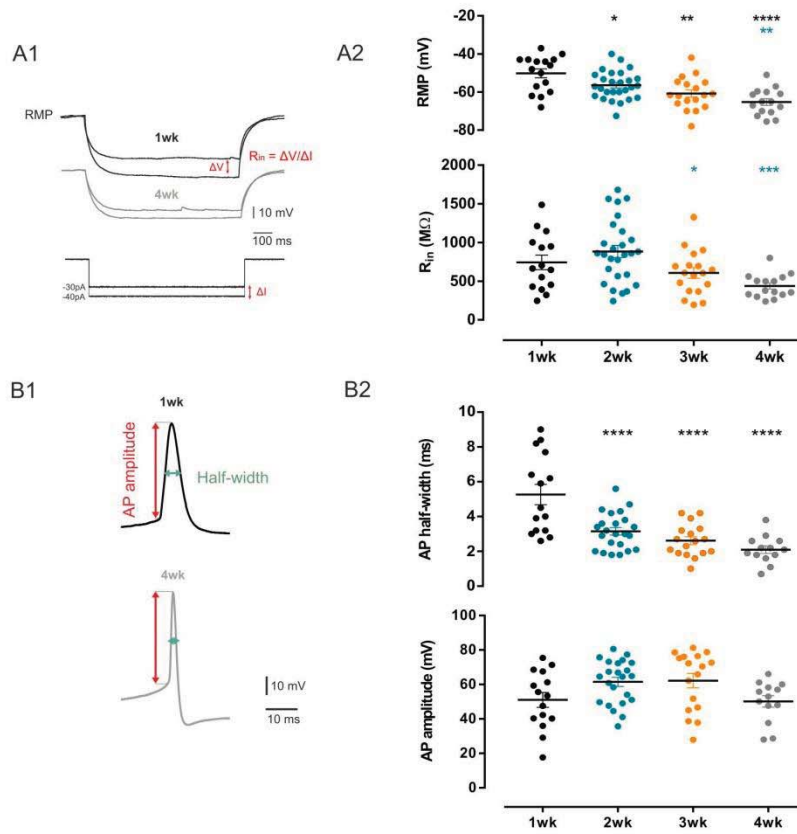 A1
RMP
1wk
ΔV
Rin = ΔV/ΔI
4wk
10 mV
100 ms
-30pA
-40pA
ΔI
A2
RMP (mV)
-20
-40
-60
-80
*
**
****
**
Rin (MΩ)
2000
1500
1000
500
0
*
***
1wk
2wk
3wk
4wk
B1
1wk
AP amplitude
Half-width
4wk
10 mV
10 ms
B2
AP half-width (ms)
10
8
6
4
2
0
****
****
****
AP amplitude (mV)
100
80
60
40
20
0
1wk
2wk
3wk
4wk